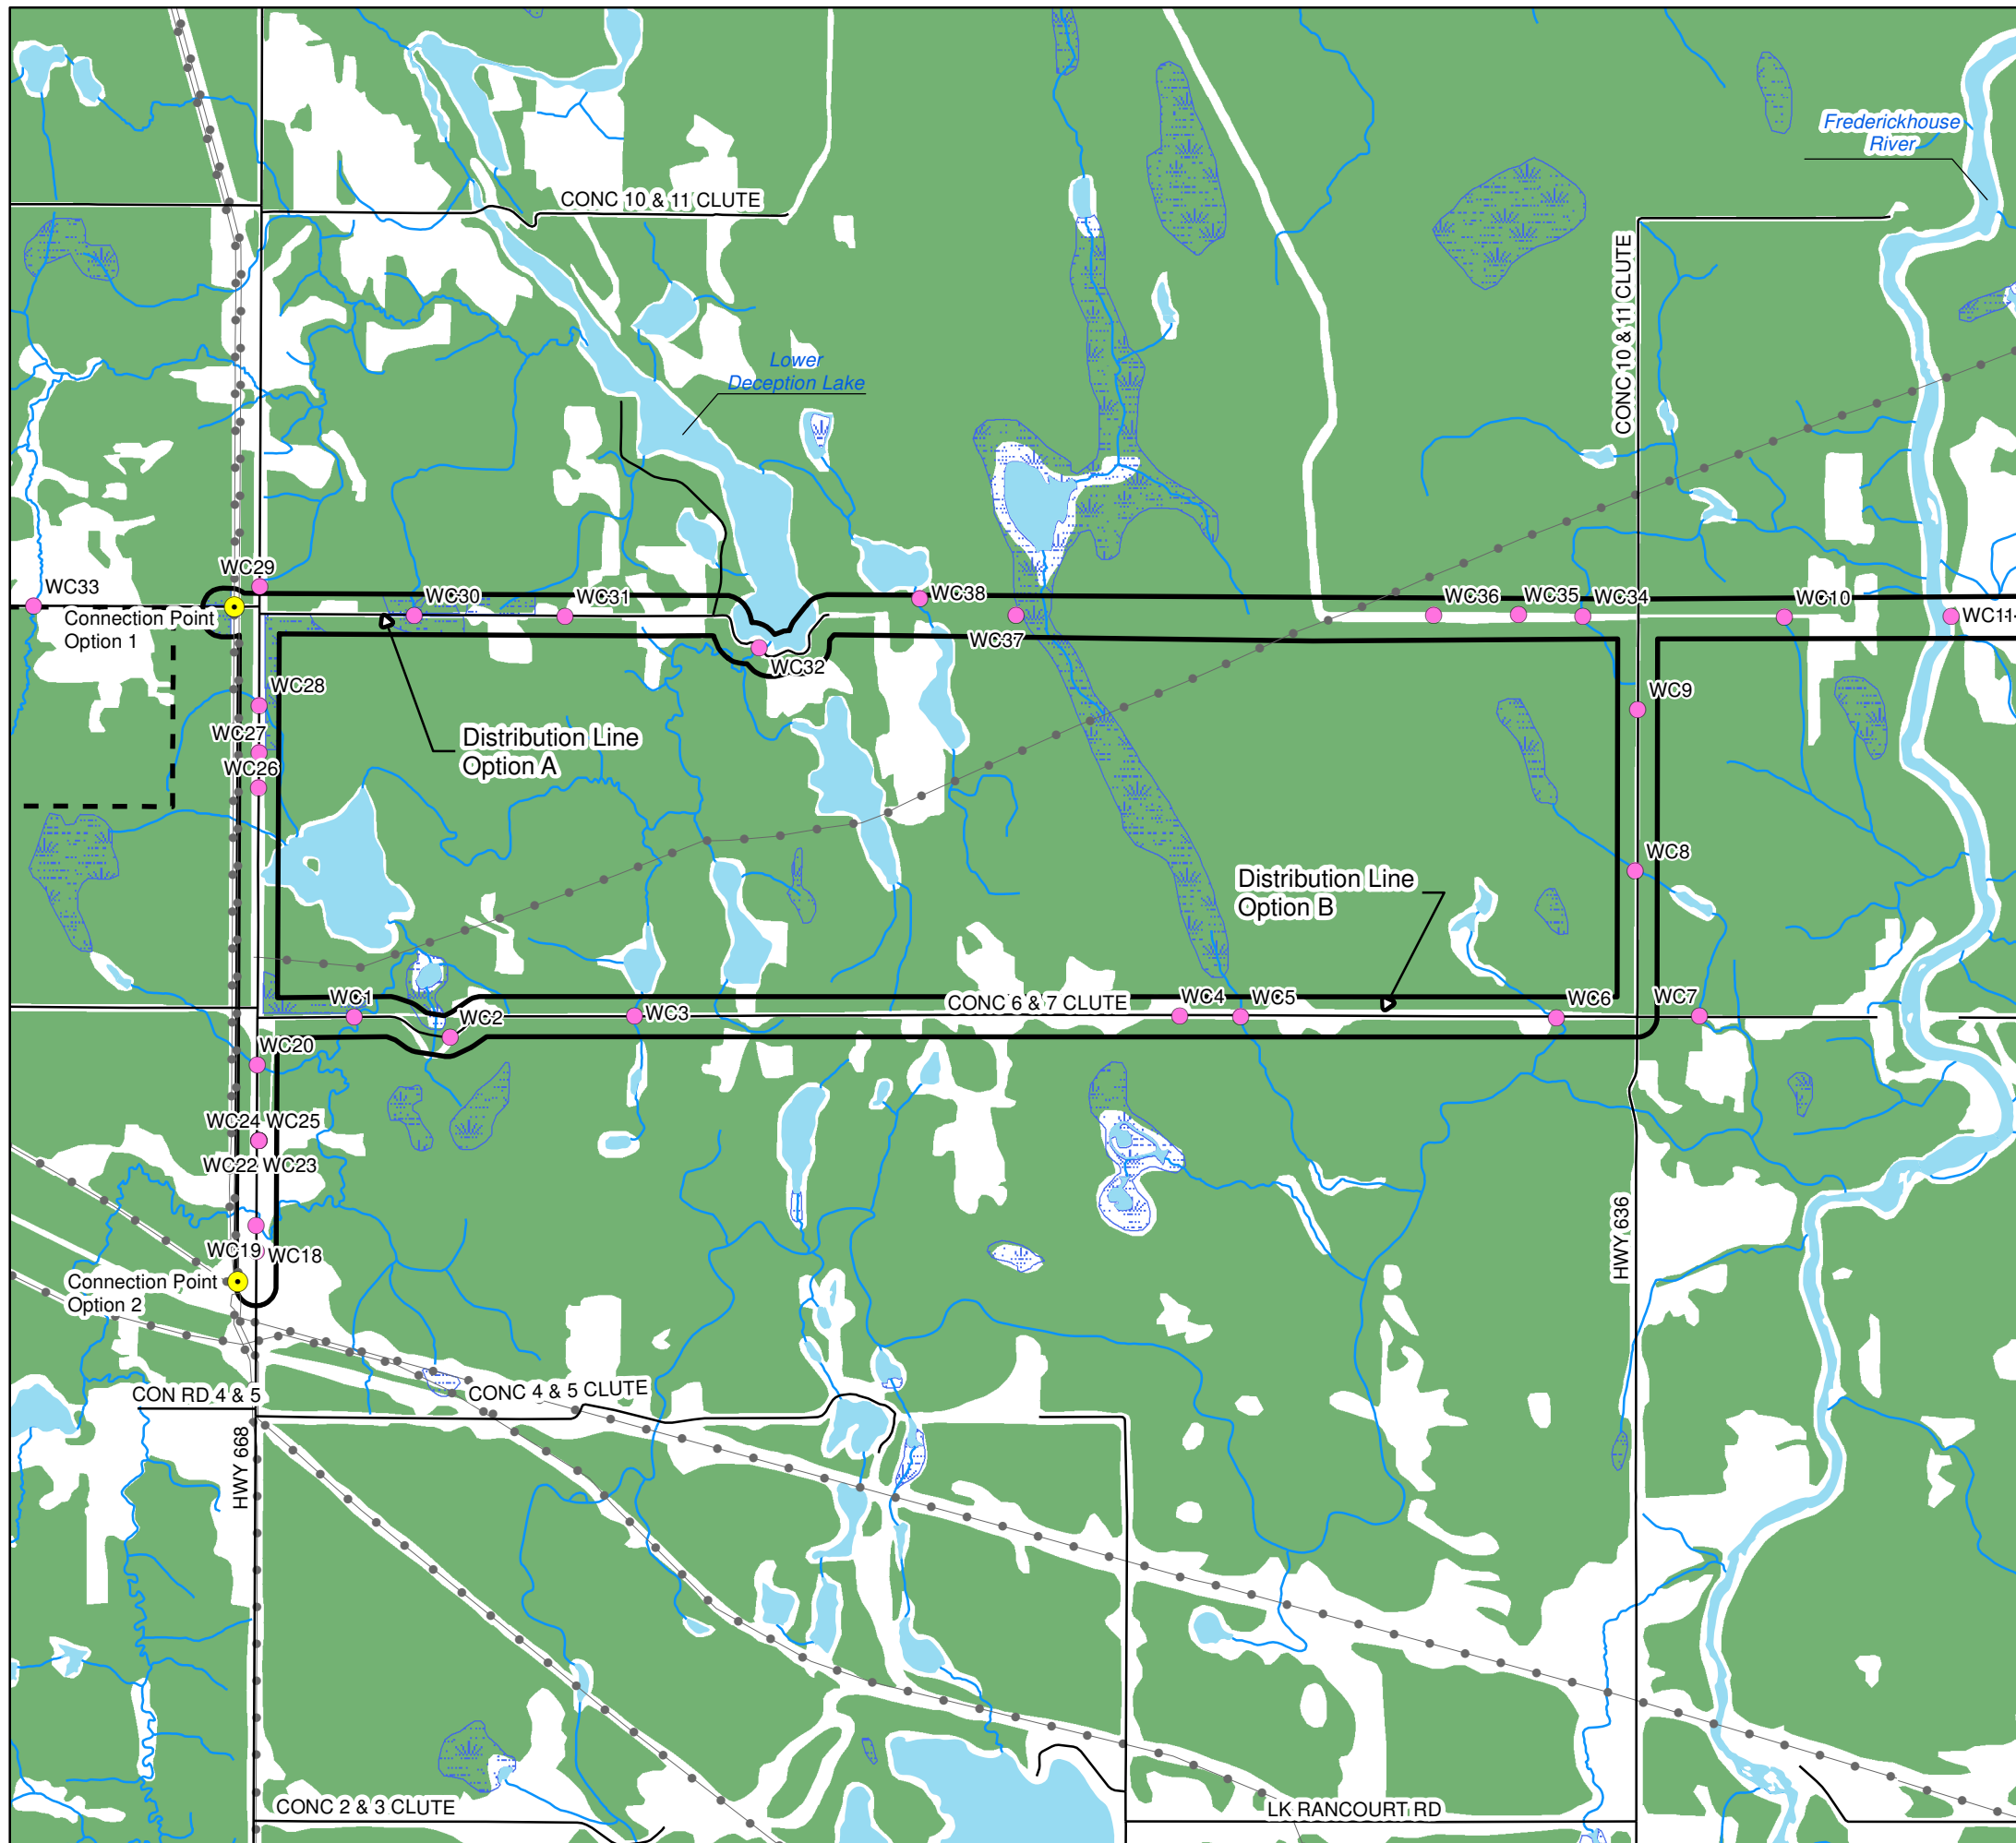 Frederickhouse
River
CONC 10 & 11 CLUTE
CONC 10 & 11 CLUTE
Lower
Deception Lake
WC29
WC33
WC30
WC31
WC38
WC36
WC35
WC34
WC10
WC11
Connection Point
Option 1
WC37
WC32
WC28
WC9
WC27
Distribution Line
Option A
WC26
WC8
Distribution Line
Option B
WC1
CONC 6 & 7 CLUTE
WC4
WC5
WC6
WC7
WC2
WC3
WC20
WC24
WC25
WC22
WC23
WC19
WC18
HWY 636
Connection Point
Option 2
CON RD 4 & 5
CONC 4 & 5 CLUTE
HWY 668
CONC 2 & 3 CLUTE
LK RANCOURT RD